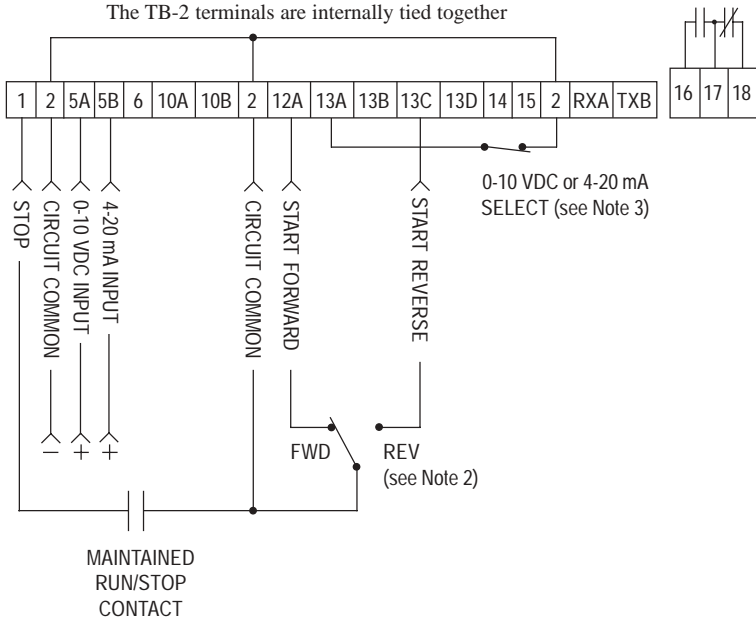 The TB-2 terminals are internally tied together
1 2 5A 5B 6 10A 10B 2 12A 13A 13B 13C 13D 14 15 2 RXA TXB
16 17 18
0-10 VDC or 4-20 mA
SELECT (see Note 3)
STOP
CIRCUIT COMMON
0-10 VDC INPUT
4-20 mA INPUT
CIRCUIT COMMON
START FORWARD
START REVERSE
− + +
FWD
REV
(see Note 2)
MAINTAINED
RUN/STOP
CONTACT